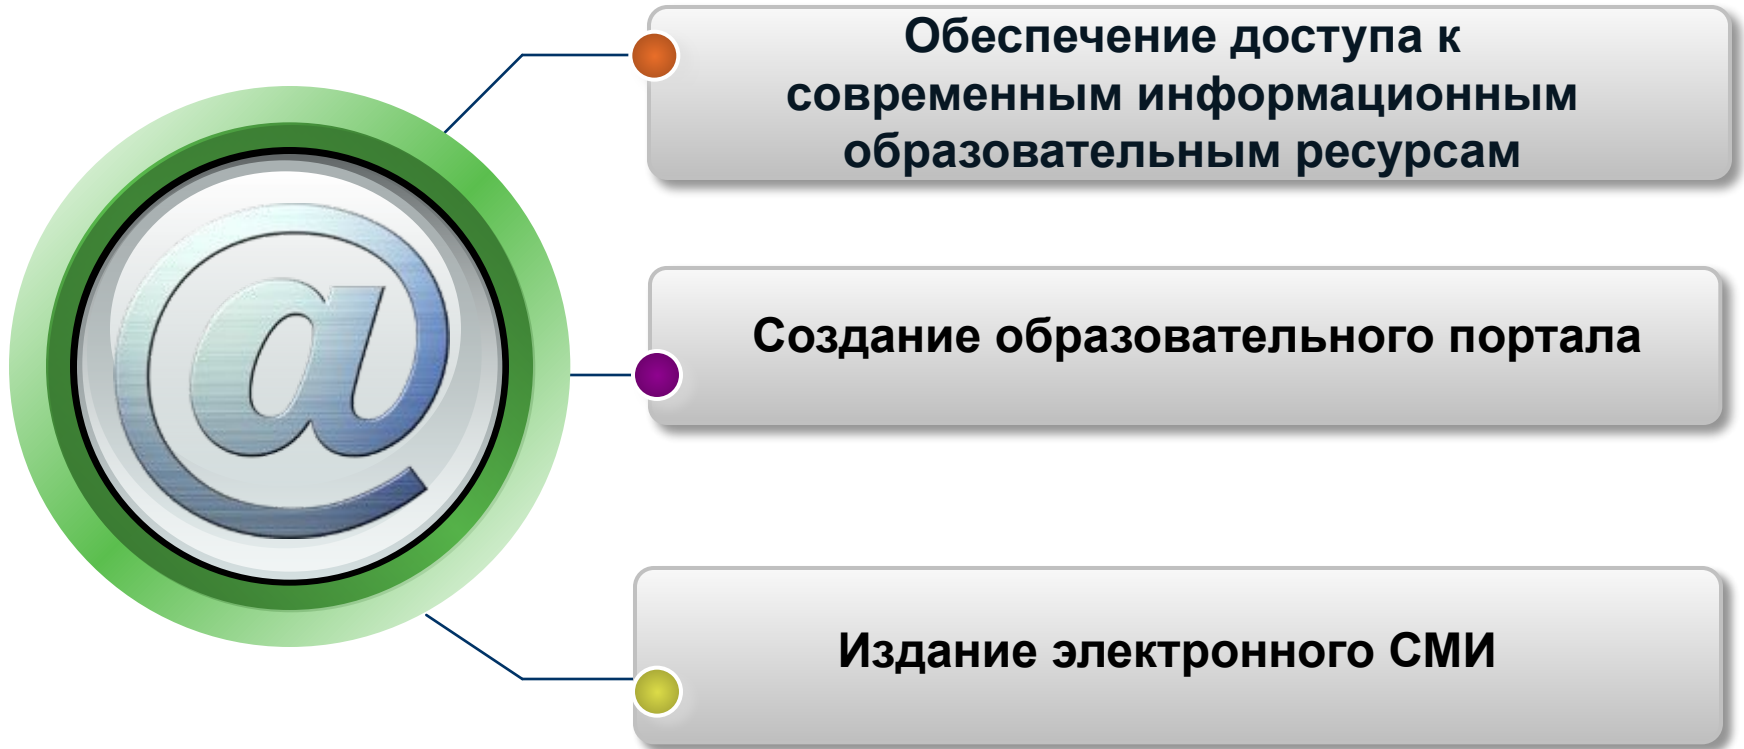 Обеспечение доступа к
современным информационным
образовательным ресурсам
@
Создание образовательного портала
Издание электронного СМИ